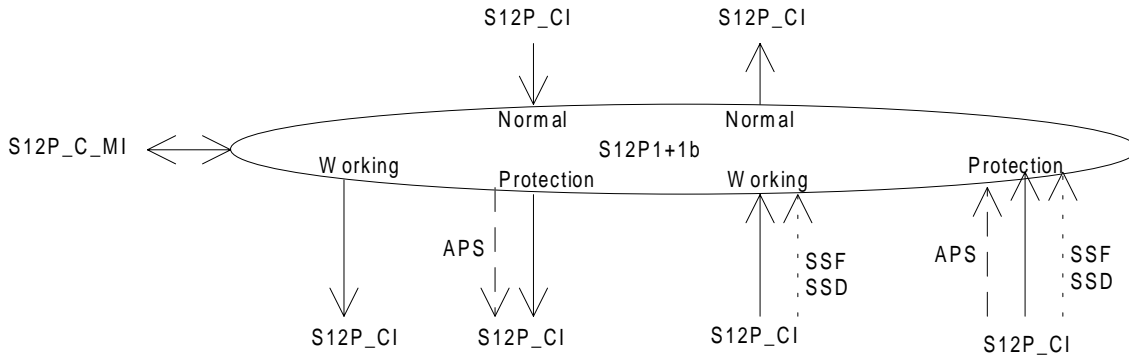 S12P_CI S12P_CI
Normal Normal
S12P_C_MI
S12P1+1b
Working Protection Working Protection
APS SSF APS SSF
SSD SSD
S12P_CI S12P_CI S12P_CI S12P_CI